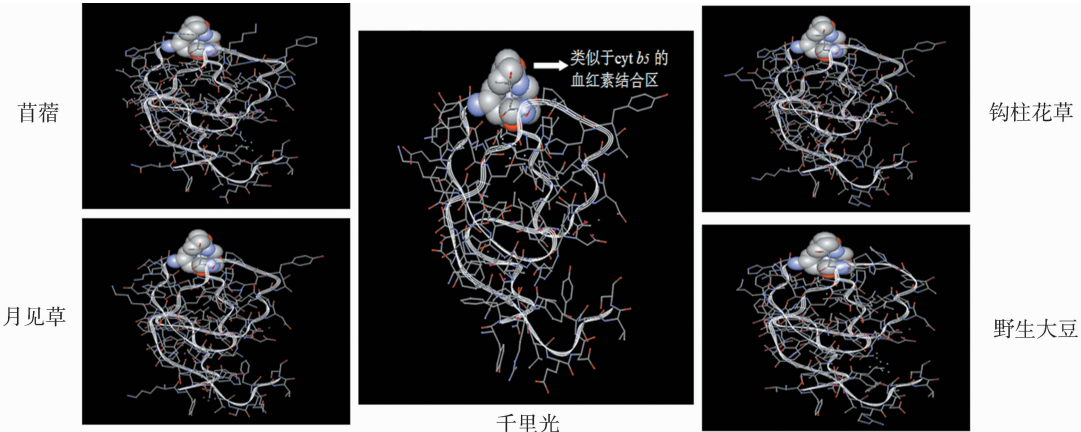 苜蓿
类似于cyt b5 的
血红素结合区
钩柱花草
月见草
野生大豆
千里光